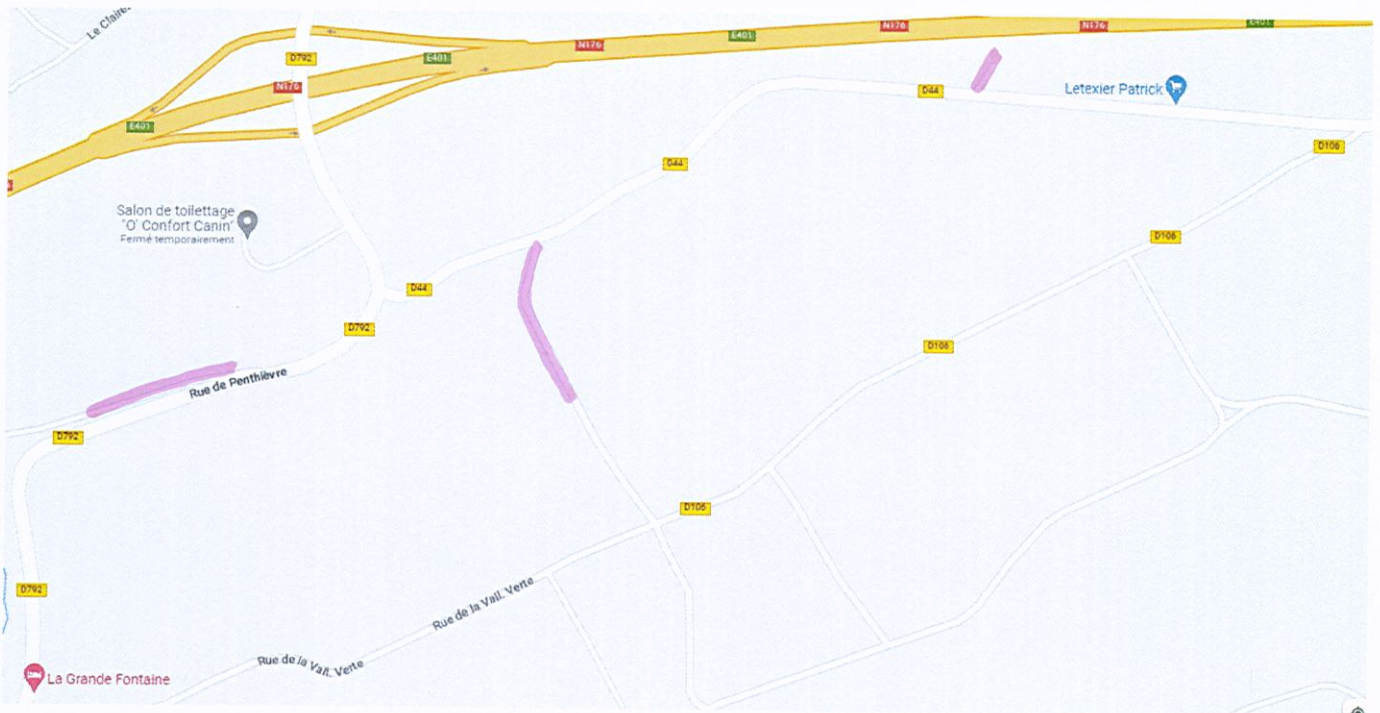 Le Claire
D792
N176
E401
N176
E401
N176
N176
E401
E401
D44
Letexier Patrick
D106
D44
Salon de toilettage
"O' Confort Canin"
Fermé temporairement
D106
D44
D792
D106
Rue de Penthièvre
D792
D106
D792
Rue de la Vall. Verte
Rue de la Vall. Verte
La Grande Fontaine